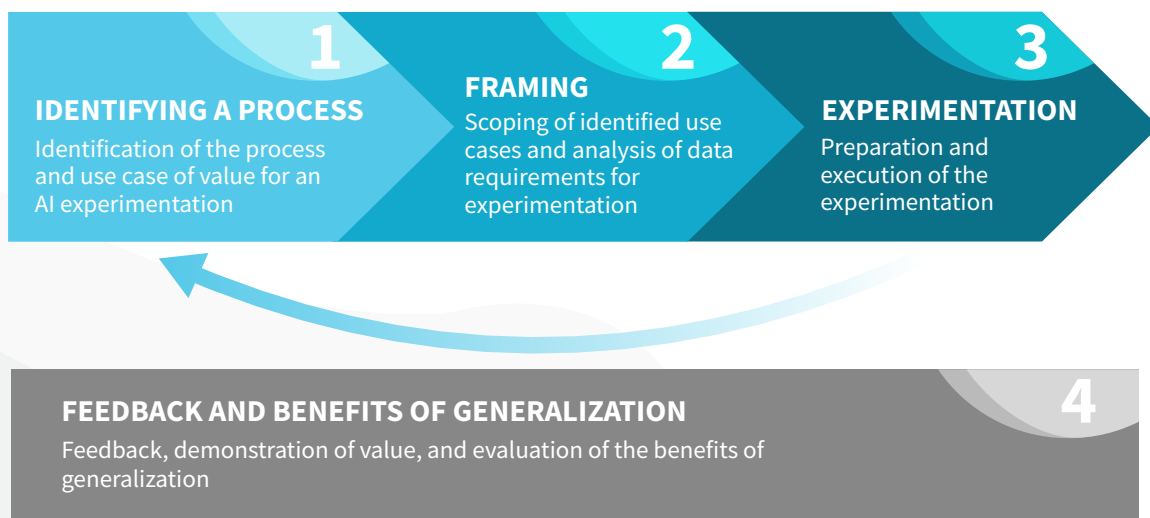 1
IDENTIFYING A PROCESS
Identification of the process
and use case of value for an
AI experimentation
2
FRAMING
Scoping of identified use
cases and analysis of data
requirements for
experimentation
3
EXPERIMENTATION
Preparation and
execution of the
experimentation
4
FEEDBACK AND BENEFITS OF GENERALIZATION
Feedback, demonstration of value, and evaluation of the benefits of
generalization